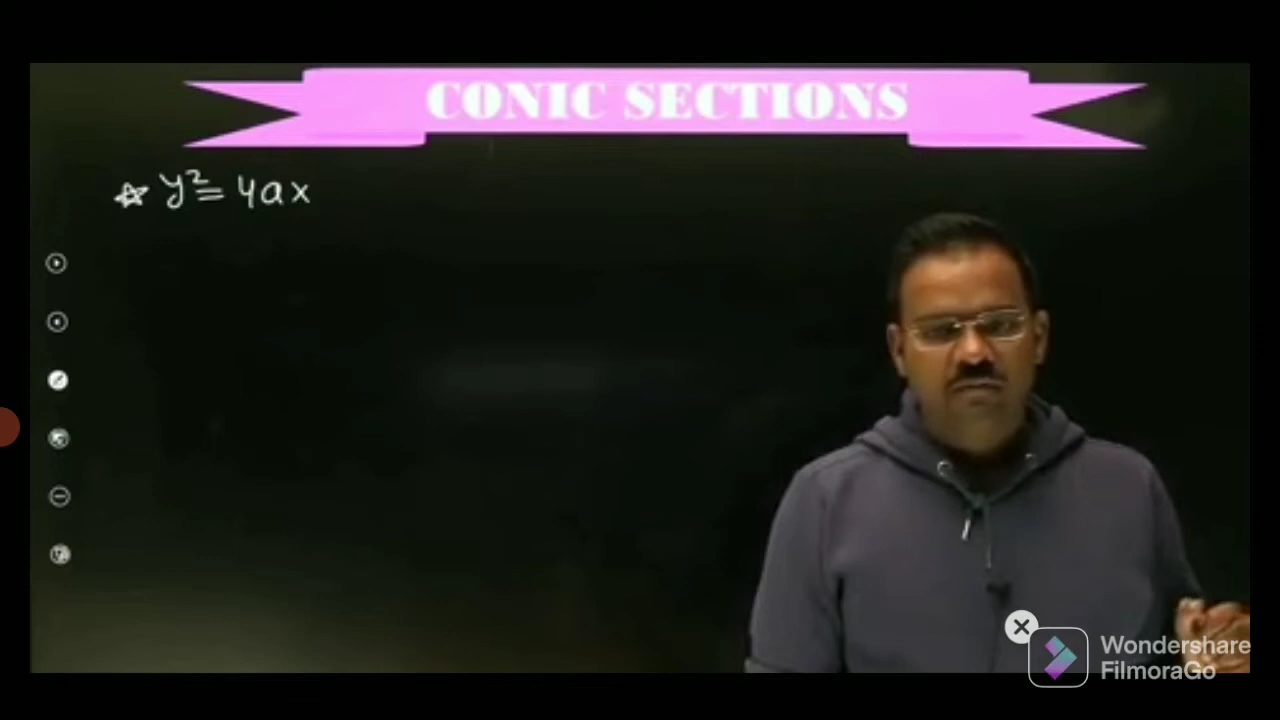 CONIC SECTIONS
☆ y² = 4ax
Wondershare
FilmoraGo